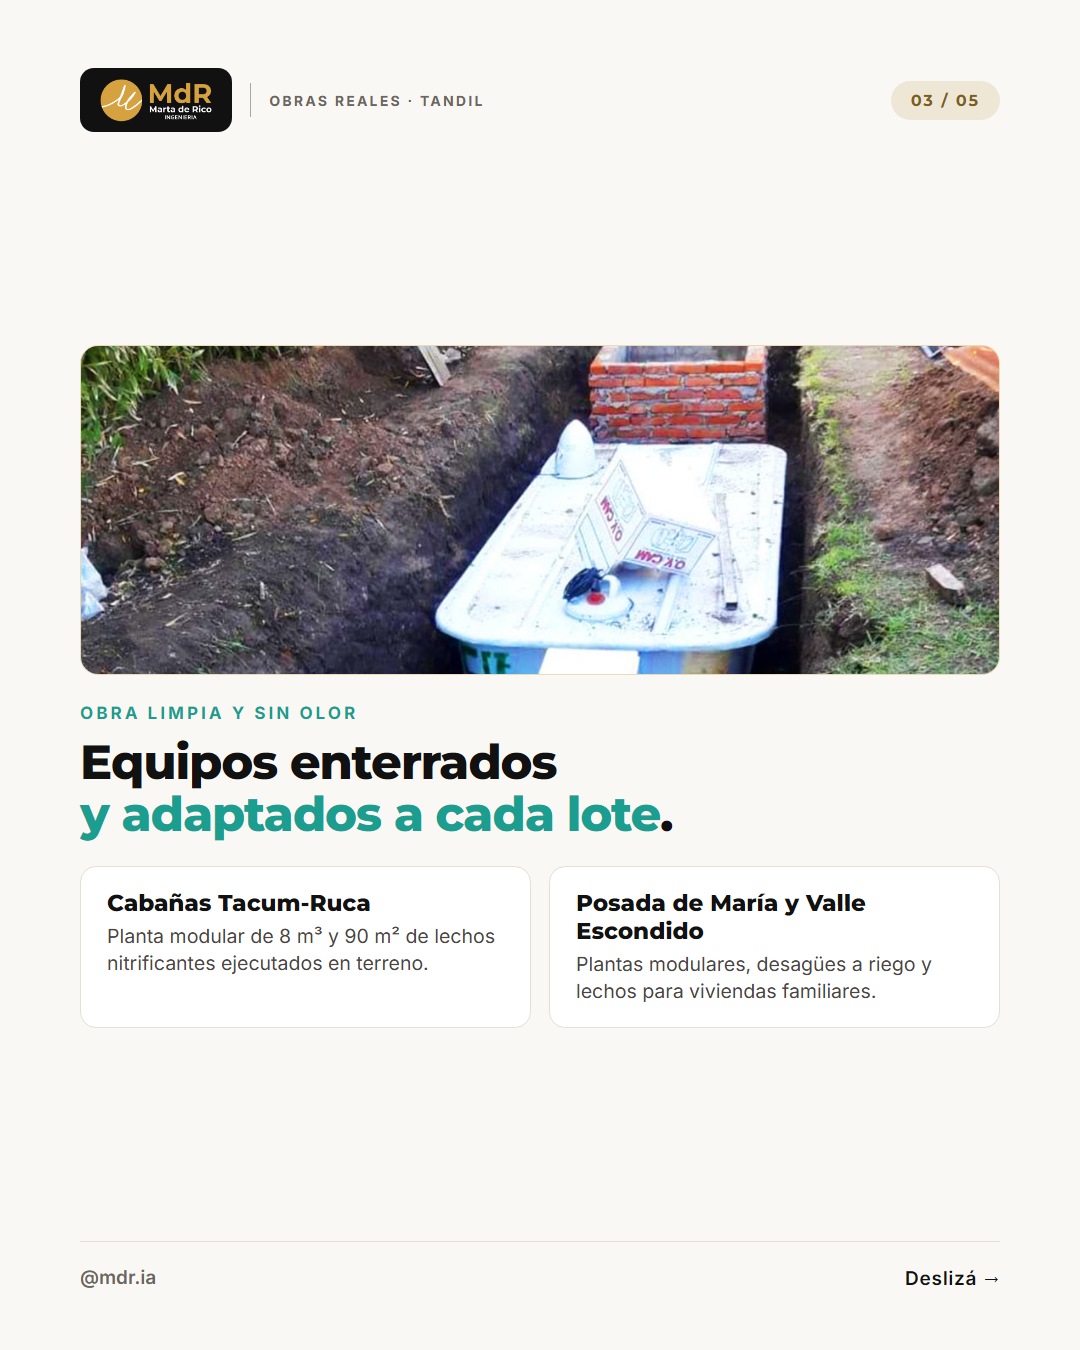 MdR
Marta de Rico
INGENIERIA
OBRAS REALES · TANDIL
03 / 05
O.Y. CAM
O.Y. CAM
OBRA LIMPIA Y SIN OLOR
Equipos enterrados
y adaptados a cada lote.
Cabañas Tacum-Ruca
Planta modular de 8 m³ y 90 m² de lechos
nitrificantes ejecutados en terreno.
Posada de María y Valle
Escondido
Plantas modulares, desagües a riego y
lechos para viviendas familiares.
@mdr.ia
Deslizá →